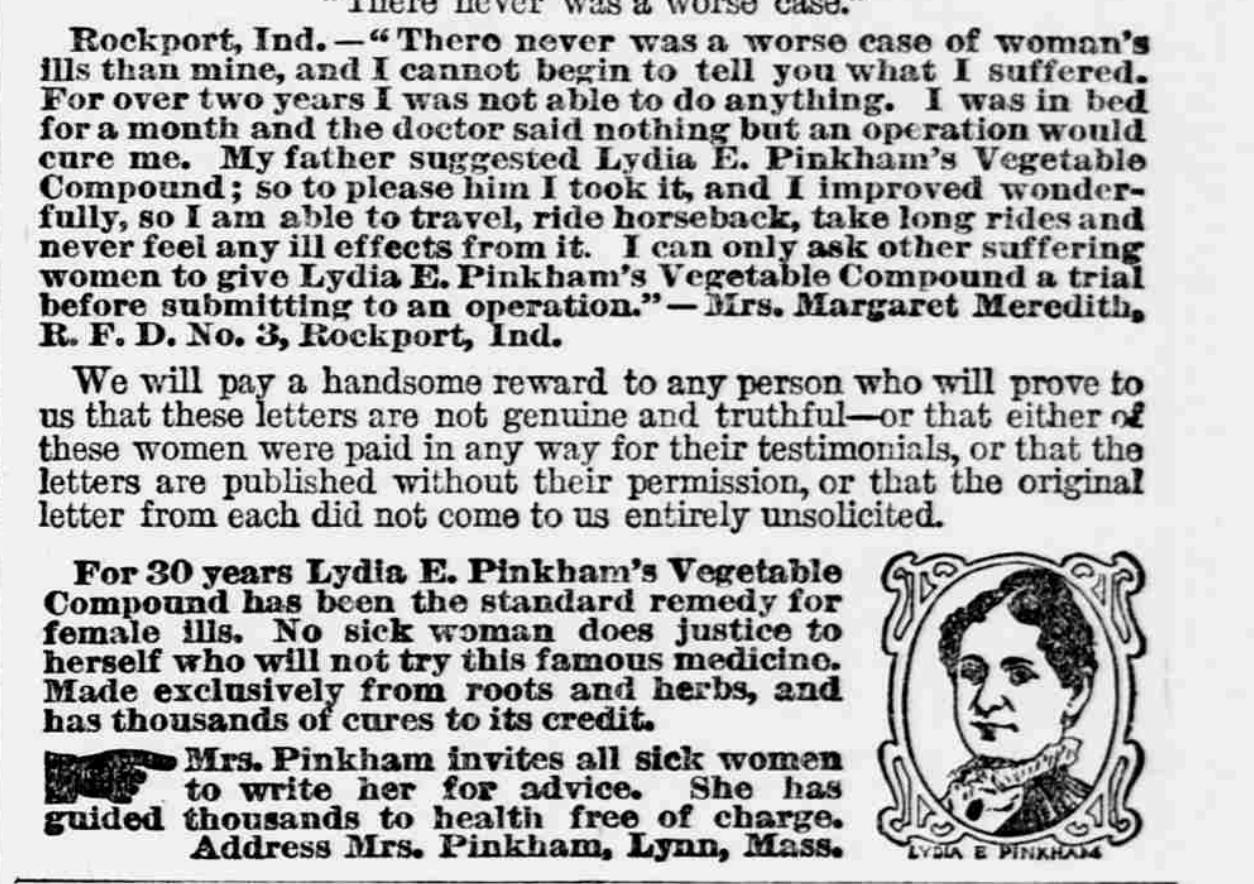 "There never was a worse case."
Rockport, Ind.—"There never was a worse case of woman's
ills than mine, and I cannot begin to tell you what I suffered.
For over two years I was not able to do anything. I was in bed
for a month and the doctor said nothing but an operation would
cure me. My father suggested Lydia E. Pinkham's Vegetable
Compound; so to please him I took it, and I improved wonder-
fully, so I am able to travel, ride horseback, take long rides and
never feel any ill effects from it. I can only ask other suffering
women to give Lydia E. Pinkham's Vegetable Compound a trial
before submitting to an operation."—Mrs. Margaret Meredith,
R. F. D. No. 3, Rockport, Ind.
We will pay a handsome reward to any person who will prove to
us that these letters are not genuine and truthful—or that either of
these women were paid in any way for their testimonials, or that the
letters are published without their permission, or that the original
letter from each did not come to us entirely unsolicited.
For 30 years Lydia E. Pinkham's Vegetable
Compound has been the standard remedy for
female ills. No sick woman does justice to
herself who will not try this famous medicine.
Made exclusively from roots and herbs, and
has thousands of cures to its credit.
Mrs. Pinkham invites all sick women
to write her for advice. She has
guided thousands to health free of charge.
Address Mrs. Pinkham, Lynn, Mass.
LYDIA E PINKHAM